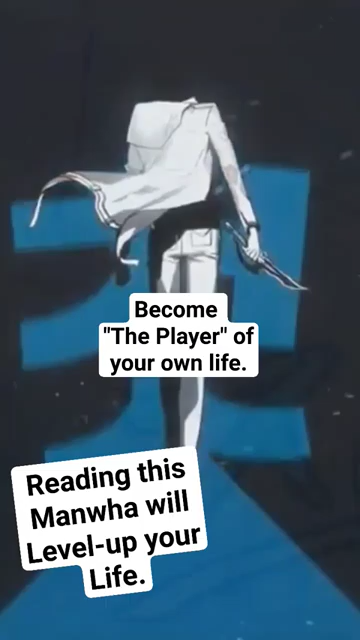 Become
"The Player" of
your own life.
Reading this
Manwha will
Level-up your
Life.